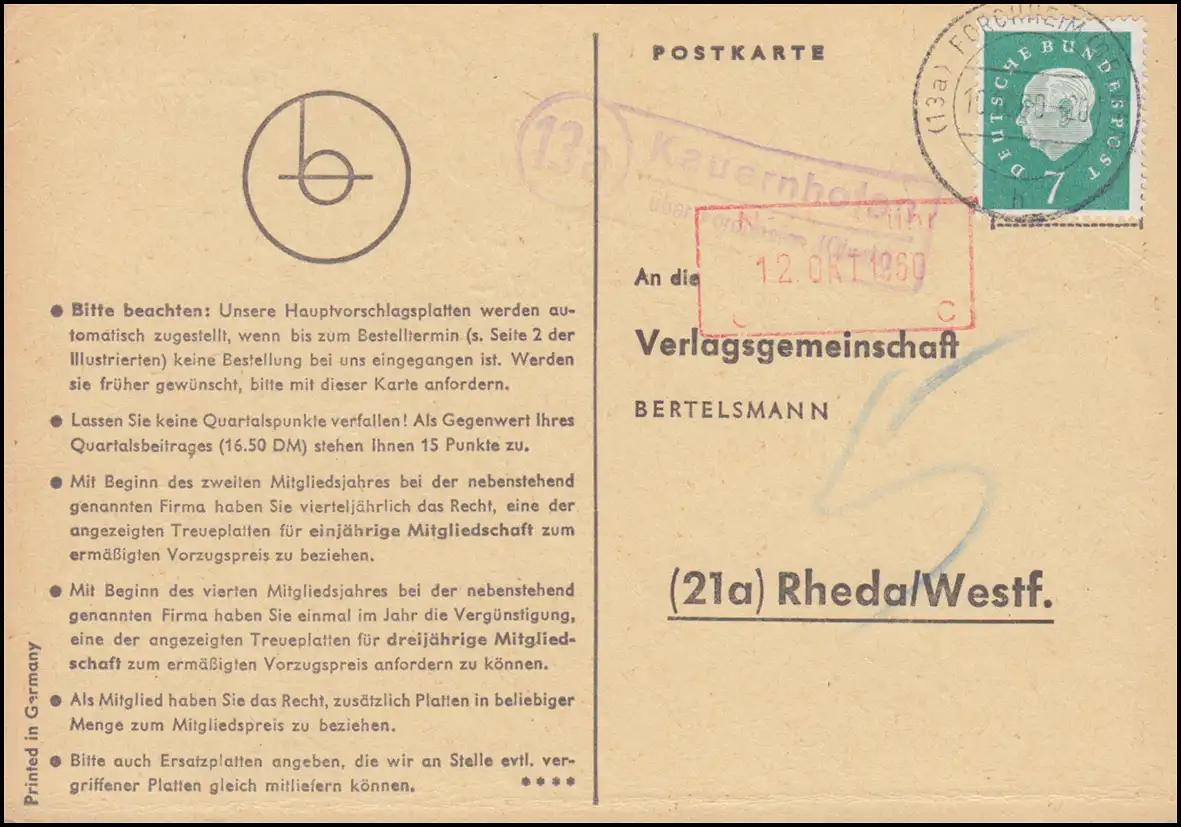 ● Bitte beachten: Unsere Hauptvorschlagsplatten werden au-
tomatisch zugestellt, wenn bis zum Bestelltermin (s. Seite 2 der
Illustrierten) keine Bestellung bei uns eingegangen ist. Werden
sie früher gewünscht, bitte mit dieser Karte anfordern.
● Lassen Sie keine Quartalspunkte verfallen! Als Gegenwert Ihres
Quartalsbeitrages (16.50 DM) stehen Ihnen 15 Punkte zu.
● Mit Beginn des zweiten Mitgliedsjahres bei der nebenstehend
genannten Firma haben Sie vierteljährlich das Recht, eine der
angezeigten Treueplatten für einjährige Mitgliedschaft zum
ermäßigten Vorzugspreis zu beziehen.
● Mit Beginn des vierten Mitgliedsjahres bei der nebenstehend
genannten Firma haben Sie einmal im Jahr die Vergünstigung,
eine der angezeigten Treueplatten für dreijährige Mitglied-
schaft zum ermäßigten Vorzugspreis anfordern zu können.
● Als Mitglied haben Sie das Recht, zusätzlich Platten in beliebiger
Menge zum Mitgliedspreis zu beziehen.
● Bitte auch Ersatzplatten angeben, die wir an Stelle evtl. ver-
griffener Platten gleich mitliefern können. ****
Printed in Germany
POSTKARTE
(13a) FORCHHEIM
b
DEUTSCHE BUNDESPOST
7
13a
Kauernhofen
über Forchheim
Uhr
12. OKT 1960
C
An die
Verlagsgemeinschaft
BERTELSMANN
(21a) Rheda/Westf.